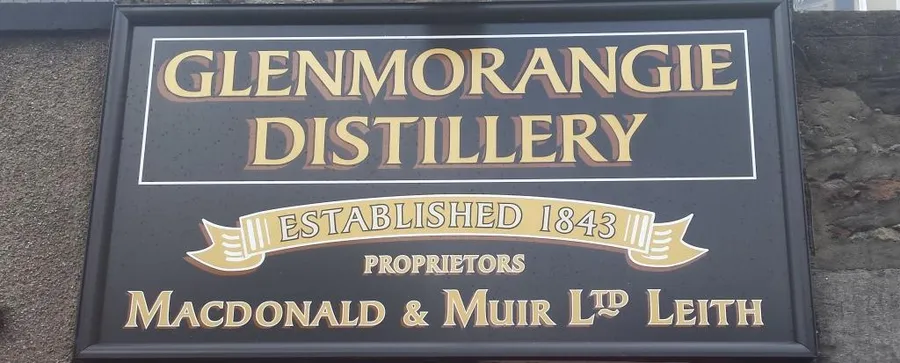 GLENMORANGIE
DISTILLERY
ESTABLISHED 1843
PROPRIETORS
MACDONALD & MUIR LTD LEITH